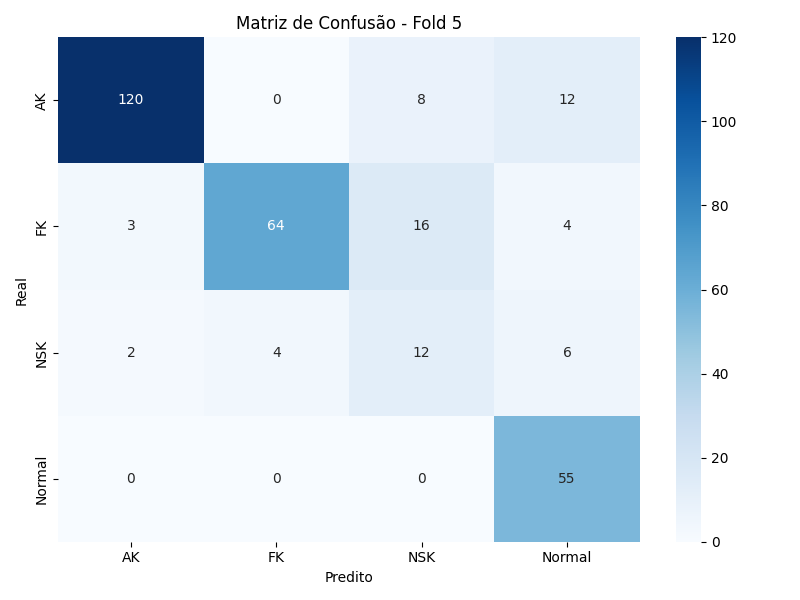 Matriz de Confusão - Fold 5
AK 120 0 8 12
FK 3 64 16 4
NSK 2 4 12 6
Normal 0 0 0 55
AK FK NSK Normal
Predito
Real
120
100
80
60
40
20
0